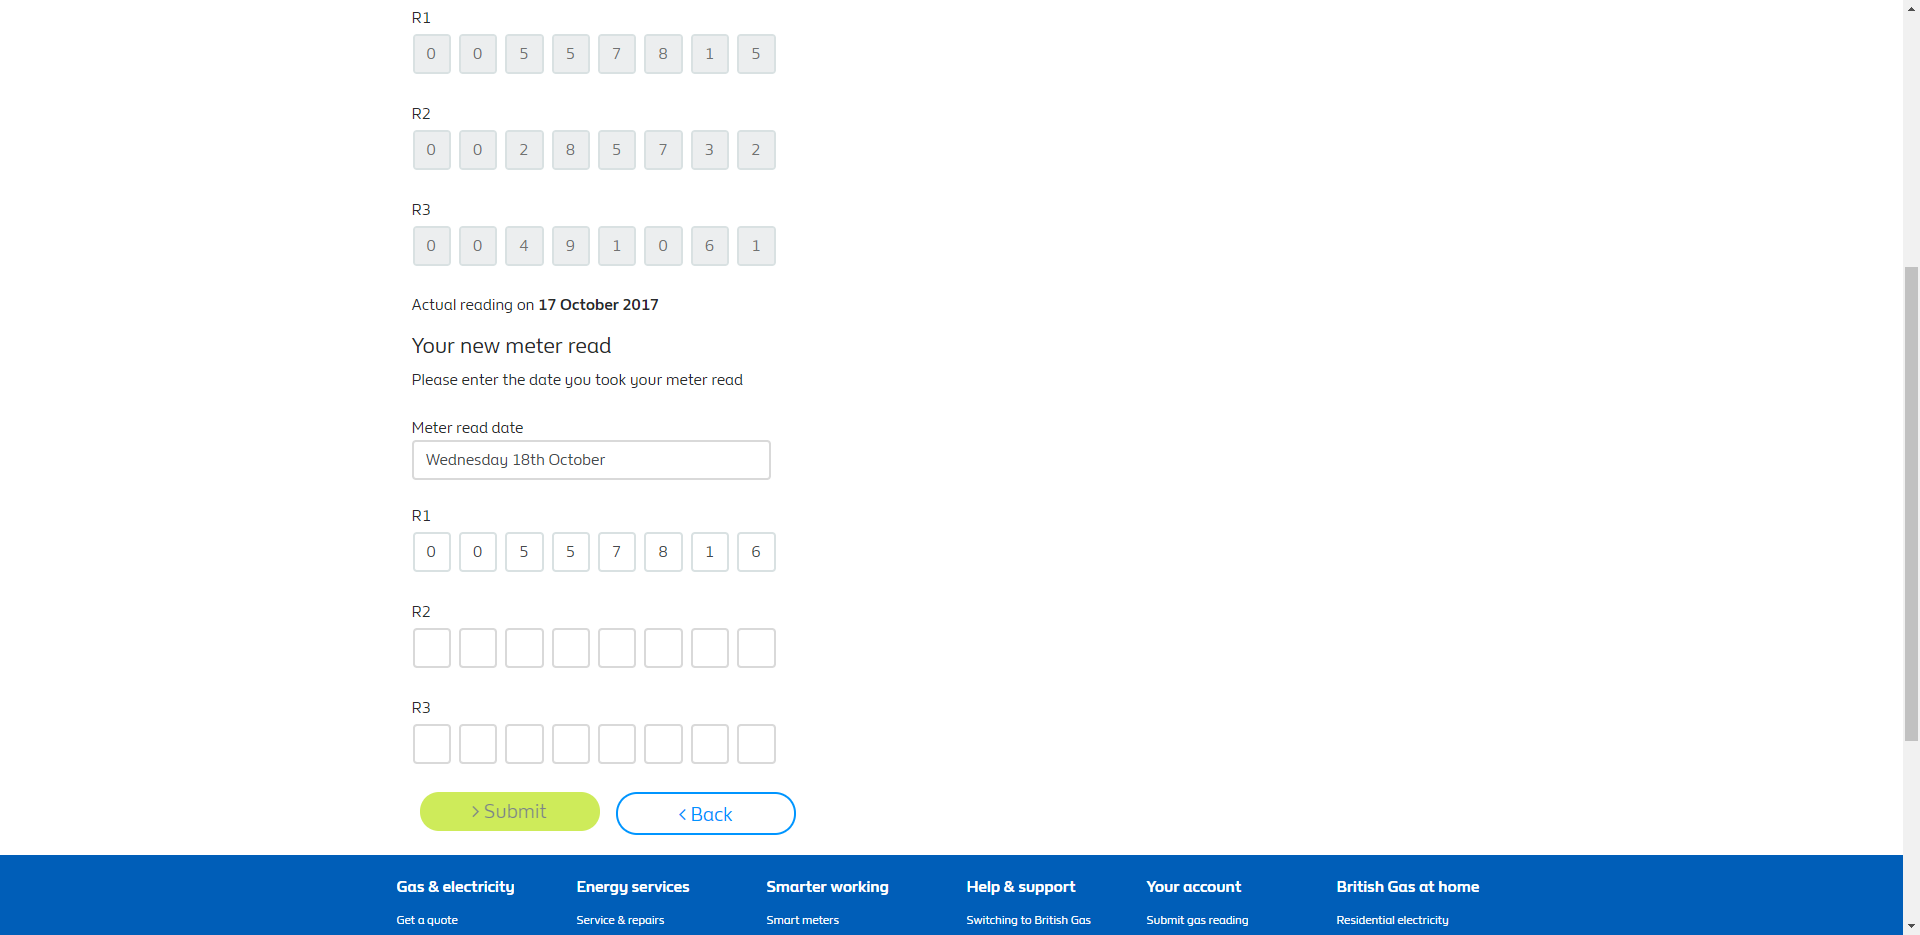 R1
0 0 5 5 7 8 1 5
R2
0 0 2 8 5 7 3 2
R3
0 0 4 9 1 0 6 1
Actual reading on 17 October 2017
Your new meter read
Please enter the date you took your meter read
Meter read date
Wednesday 18th October
R1
0 0 5 5 7 8 1 6
R2
R3
> Submit < Back
Gas & electricity Energy services Smarter working Help & support Your account British Gas at home
Get a quote Service & repairs Smart meters Switching to British Gas Submit gas reading Residential electricity